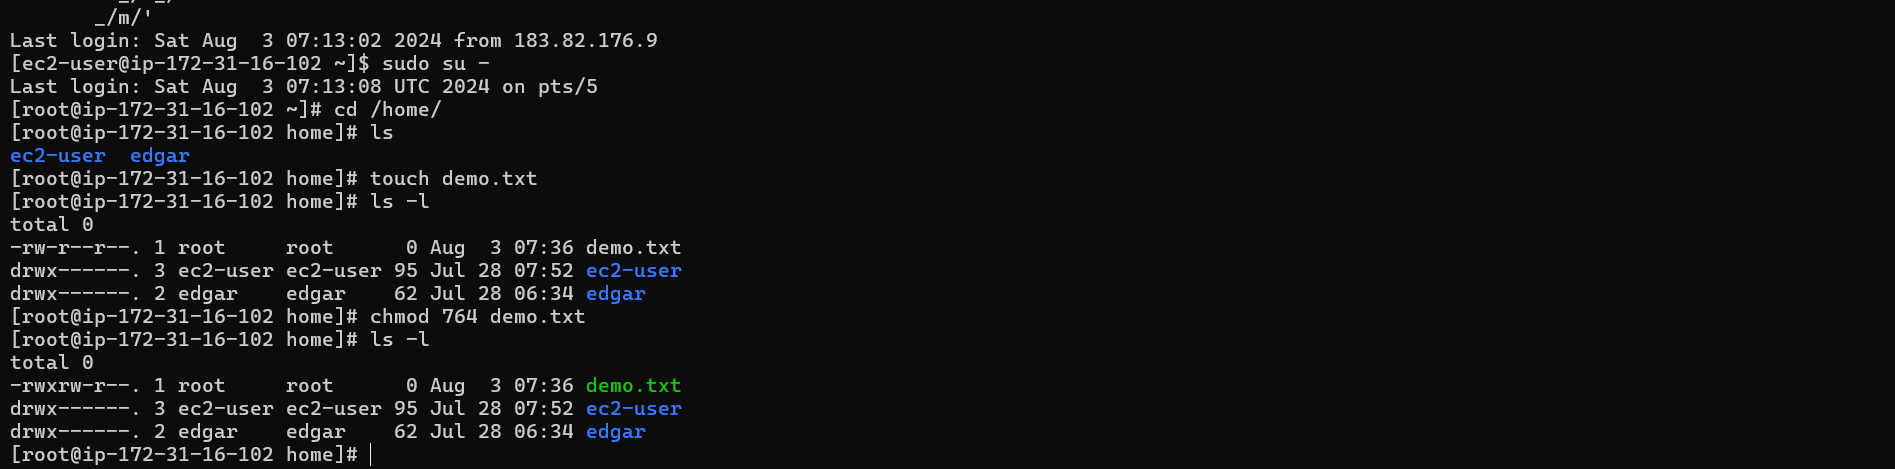 _/m/'
Last login: Sat Aug  3 07:13:02 2024 from 183.82.176.9
[ec2-user@ip-172-31-16-102 ~]$ sudo su -
Last login: Sat Aug  3 07:13:08 UTC 2024 on pts/5
[root@ip-172-31-16-102 ~]# cd /home/
[root@ip-172-31-16-102 home]# ls
ec2-user  edgar
[root@ip-172-31-16-102 home]# touch demo.txt
[root@ip-172-31-16-102 home]# ls -l
total 0
-rw-r--r--. 1 root     root      0 Aug  3 07:36 demo.txt
drwx------. 3 ec2-user ec2-user 95 Jul 28 07:52 ec2-user
drwx------. 2 edgar    edgar    62 Jul 28 06:34 edgar
[root@ip-172-31-16-102 home]# chmod 764 demo.txt
[root@ip-172-31-16-102 home]# ls -l
total 0
-rwxrw-r--. 1 root     root      0 Aug  3 07:36 demo.txt
drwx------. 3 ec2-user ec2-user 95 Jul 28 07:52 ec2-user
drwx------. 2 edgar    edgar    62 Jul 28 06:34 edgar
[root@ip-172-31-16-102 home]#